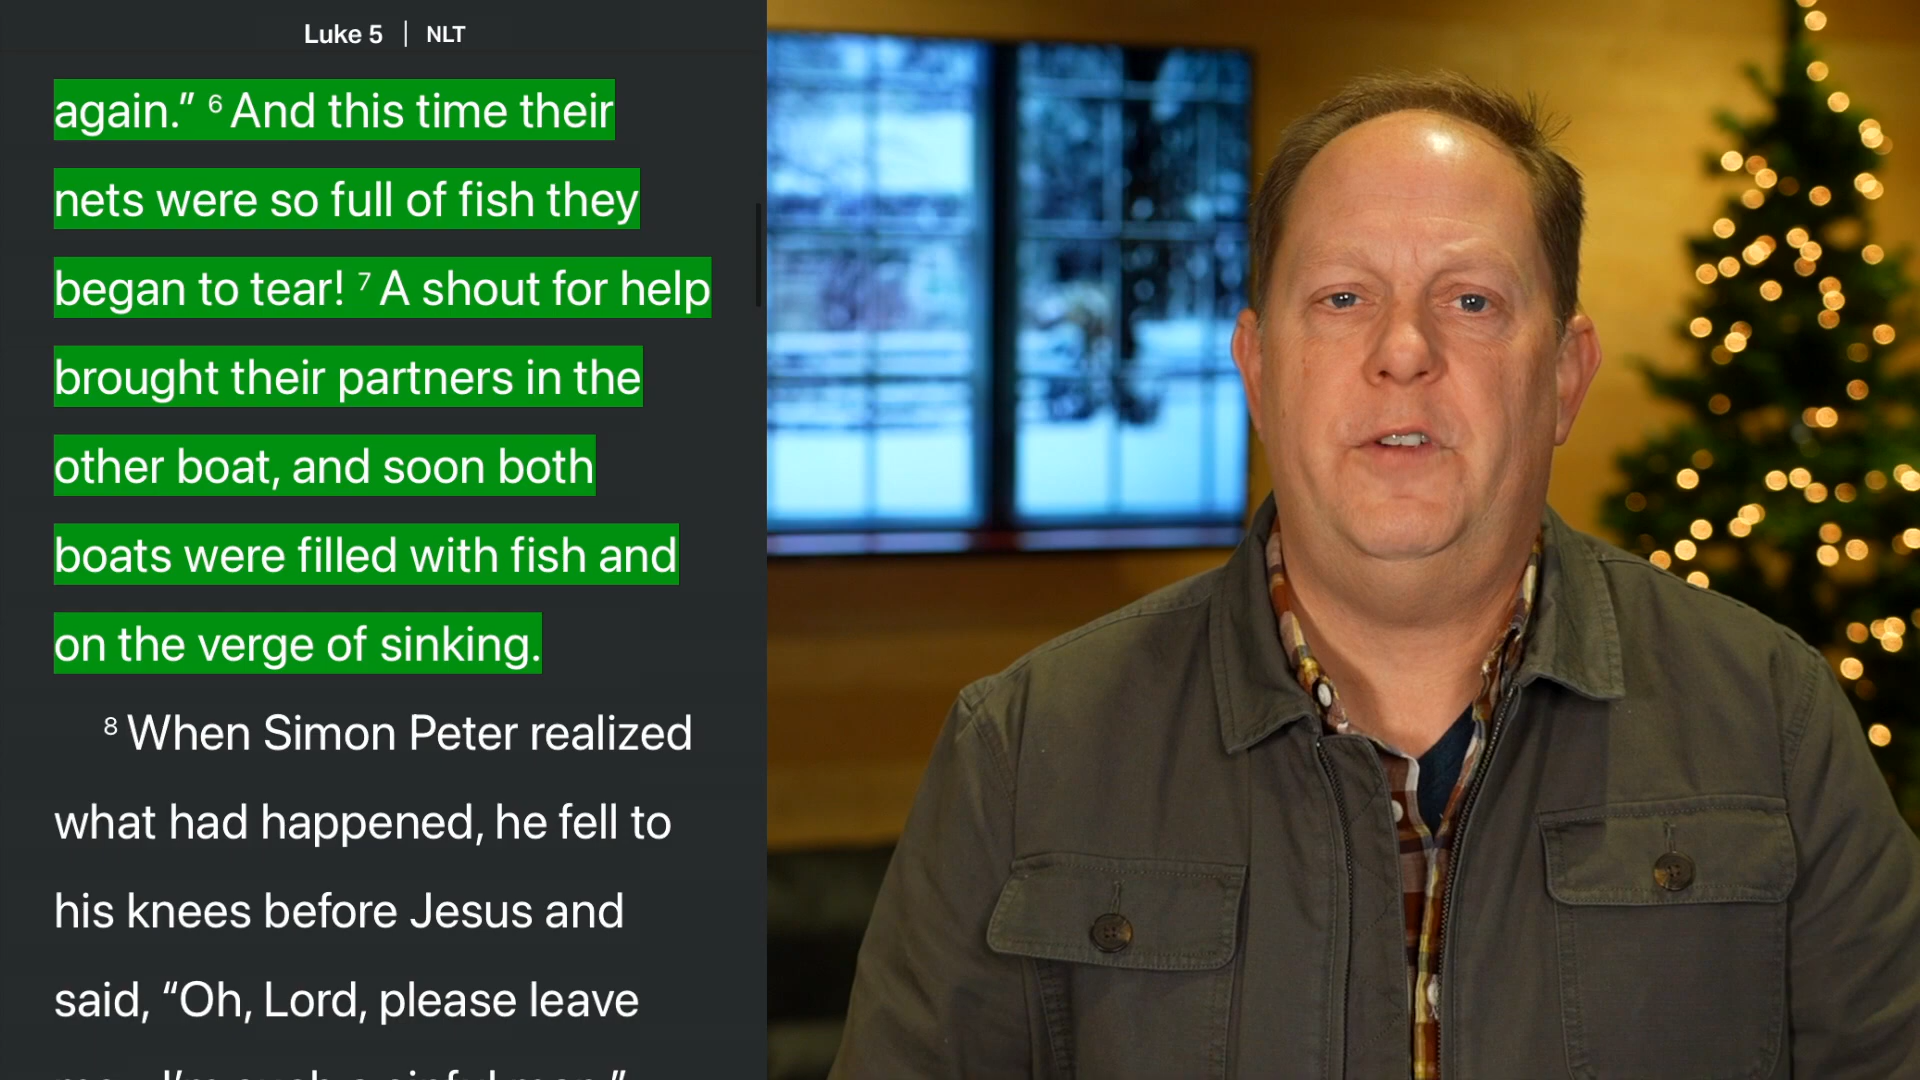 Luke 5 | NLT
again.” 6 And this time their
nets were so full of fish they
began to tear! 7 A shout for help
brought their partners in the
other boat, and soon both
boats were filled with fish and
on the verge of sinking.
8 When Simon Peter realized
what had happened, he fell to
his knees before Jesus and
said, “Oh, Lord, please leave
I’m such a sinful man.”